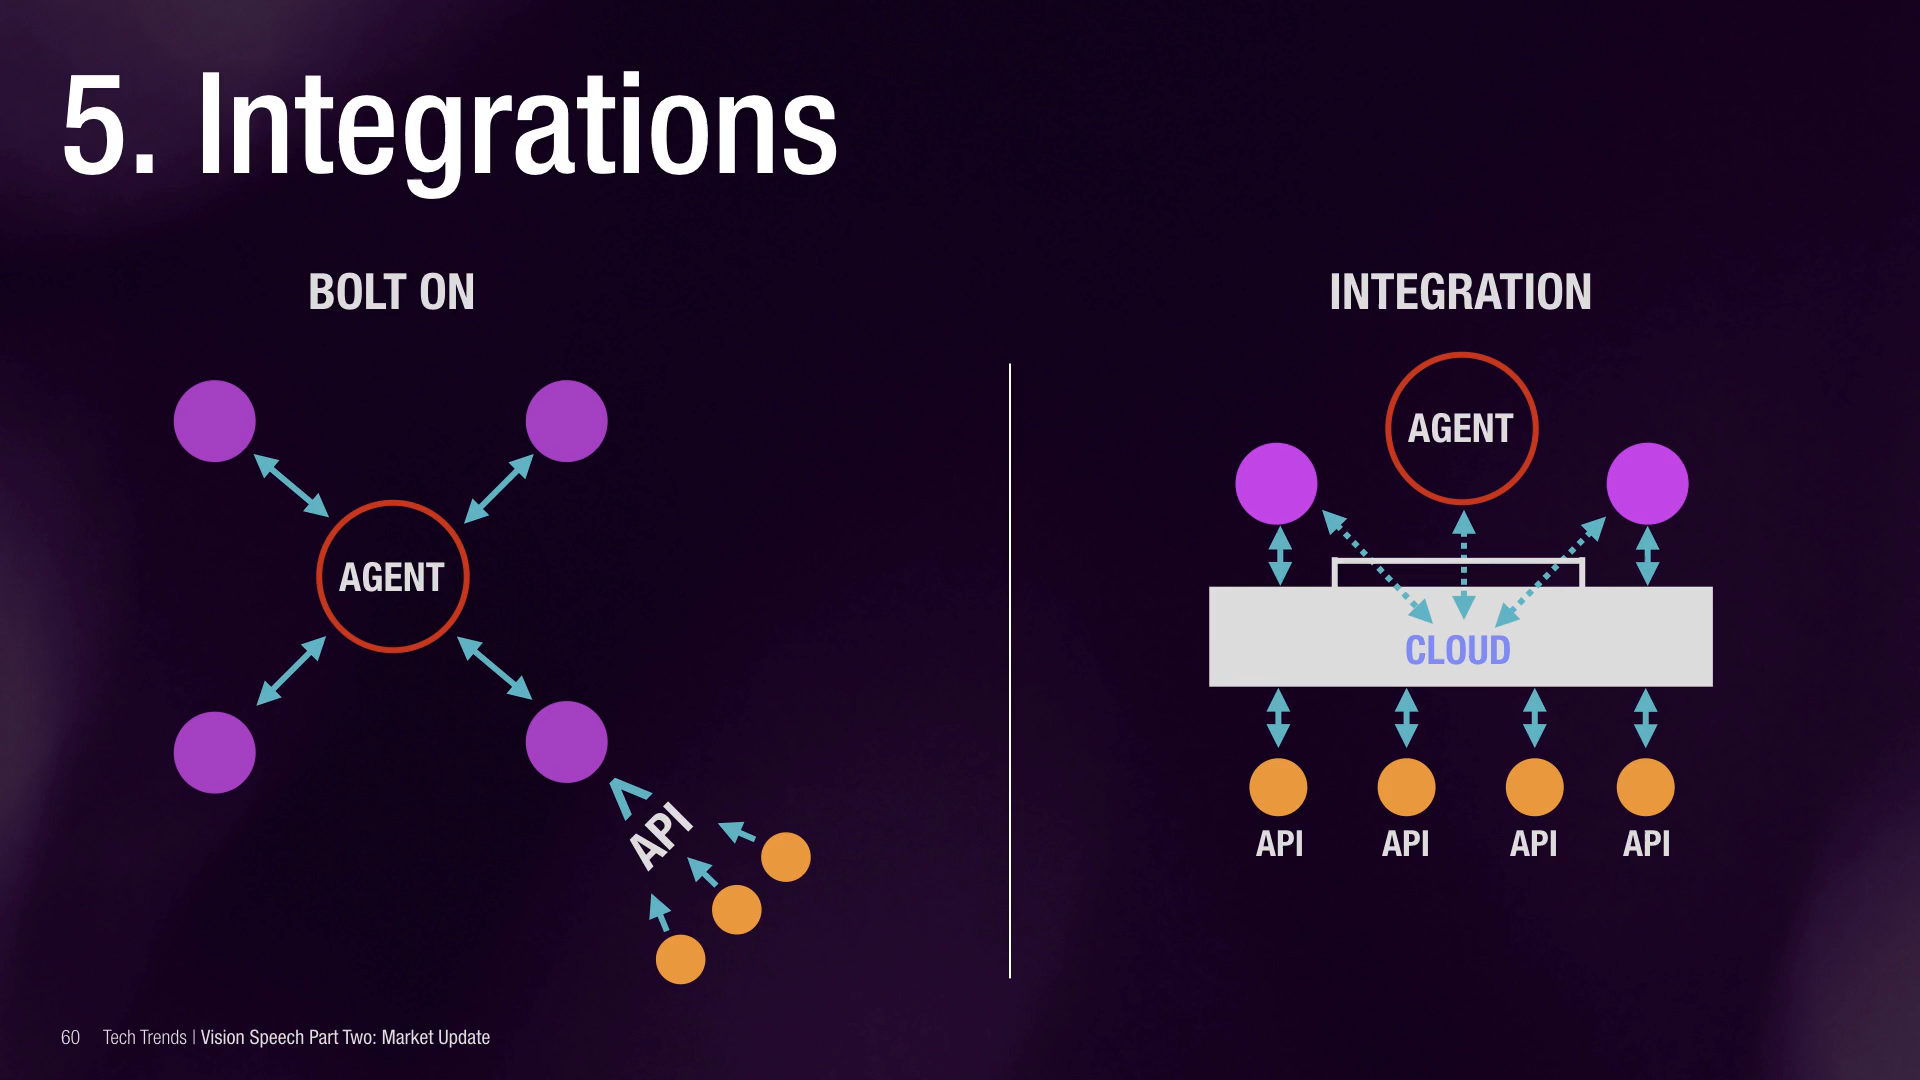 5. Integrations
BOLT ON
AGENT
API
INTEGRATION
AGENT
CLOUD
API API API API
60 Tech Trends | Vision Speech Part Two: Market Update